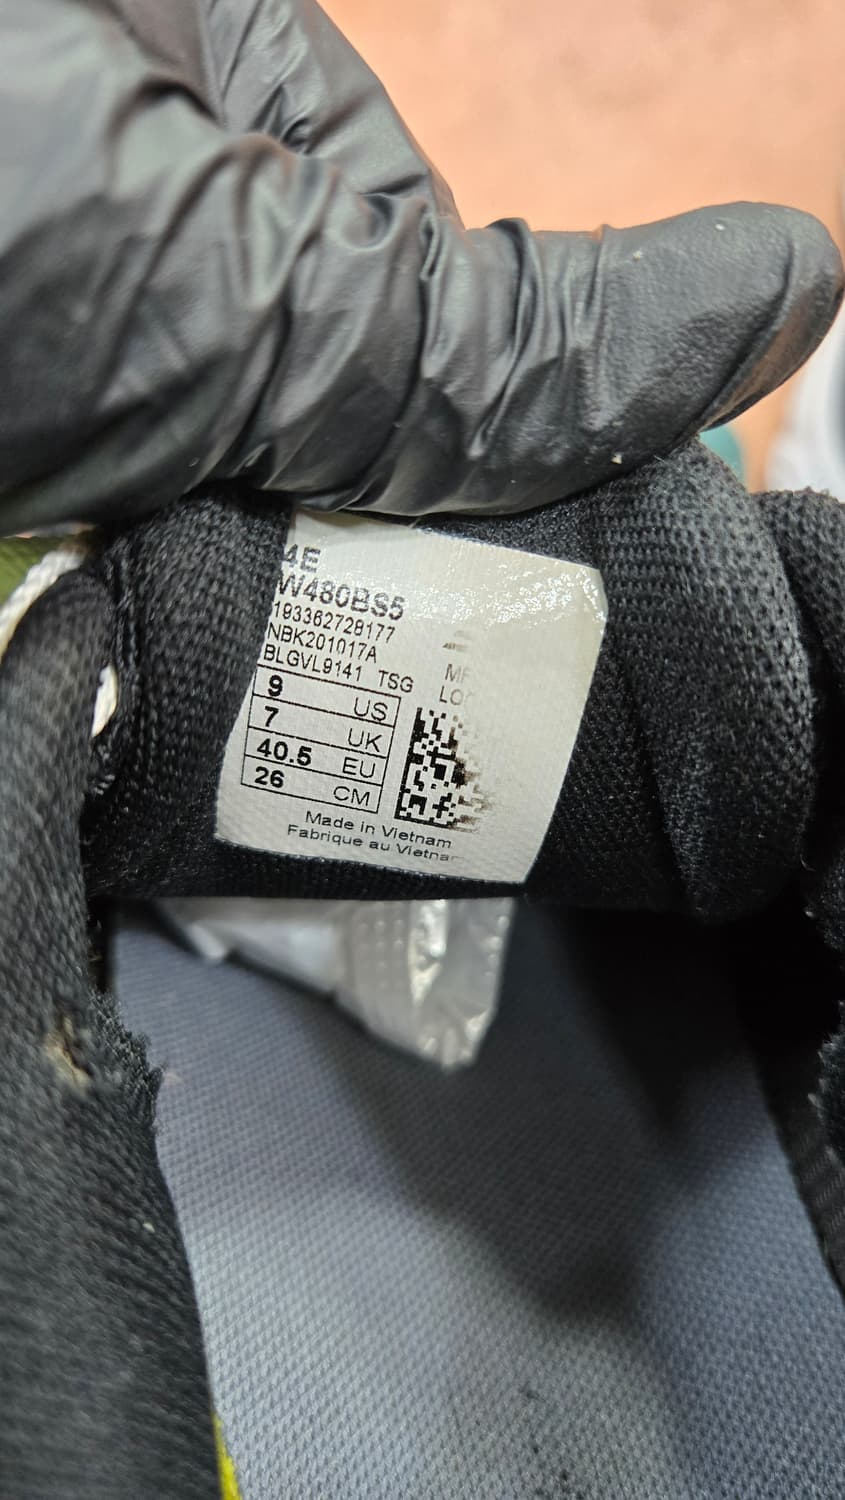 4E
W480BS5
193362728177
NBK201017A
BLGVL9141 TSG
9 US
7 UK
40.5 EU
26 CM
Made in Vietnam
Fabrique au